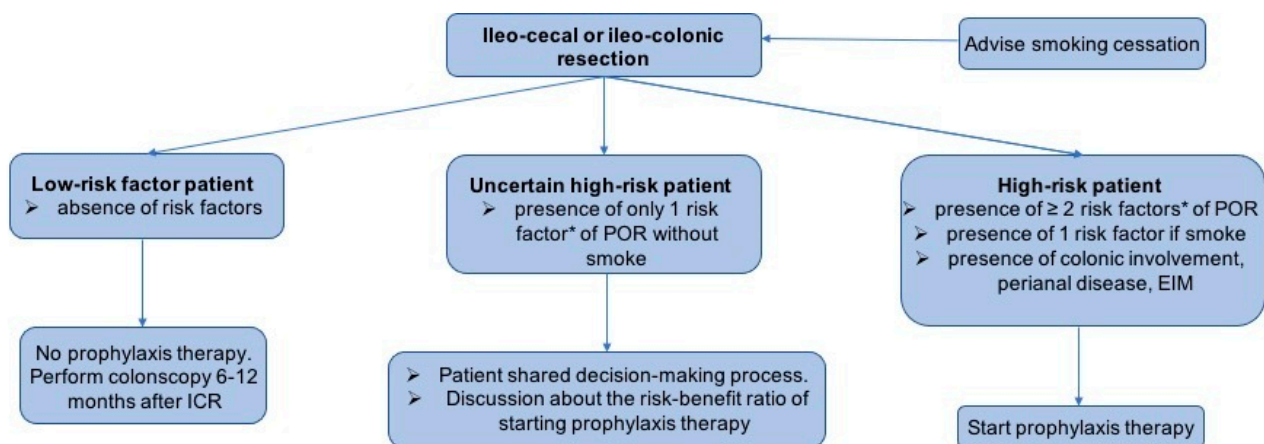 Ileo-cecal or ileo-colonic
resection
Advise smoking cessation
Low-risk factor patient
➢ absence of risk factors
Uncertain high-risk patient
➢ presence of only 1 risk
factor* of POR without
smoke
High-risk patient
➢ presence of ≥ 2 risk factors* of POR
➢ presence of 1 risk factor if smoke
➢ presence of colonic involvement,
perianal disease, EIM
No prophylaxis therapy.
Perform colonscopy 6-12
months after ICR
➢ Patient shared decision-making process.
➢ Discussion about the risk-benefit ratio of
starting prophylaxis therapy
Start prophylaxis therapy